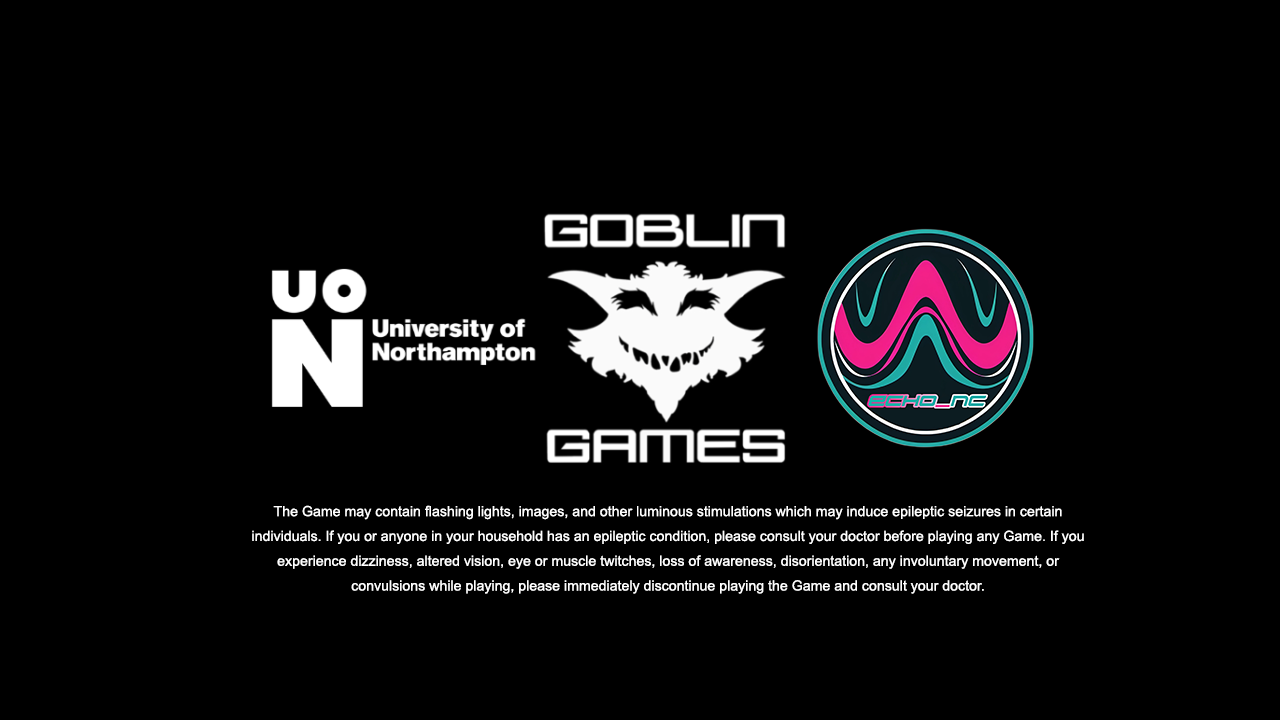 GOBLIN
UON
University of
Northampton
ECHO_NC
GAMES
The Game may contain flashing lights, images, and other luminous stimulations which may induce epileptic seizures in certain
individuals. If you or anyone in your household has an epileptic condition, please consult your doctor before playing any Game. If you
experience dizziness, altered vision, eye or muscle twitches, loss of awareness, disorientation, any involuntary movement, or
convulsions while playing, please immediately discontinue playing the Game and consult your doctor.